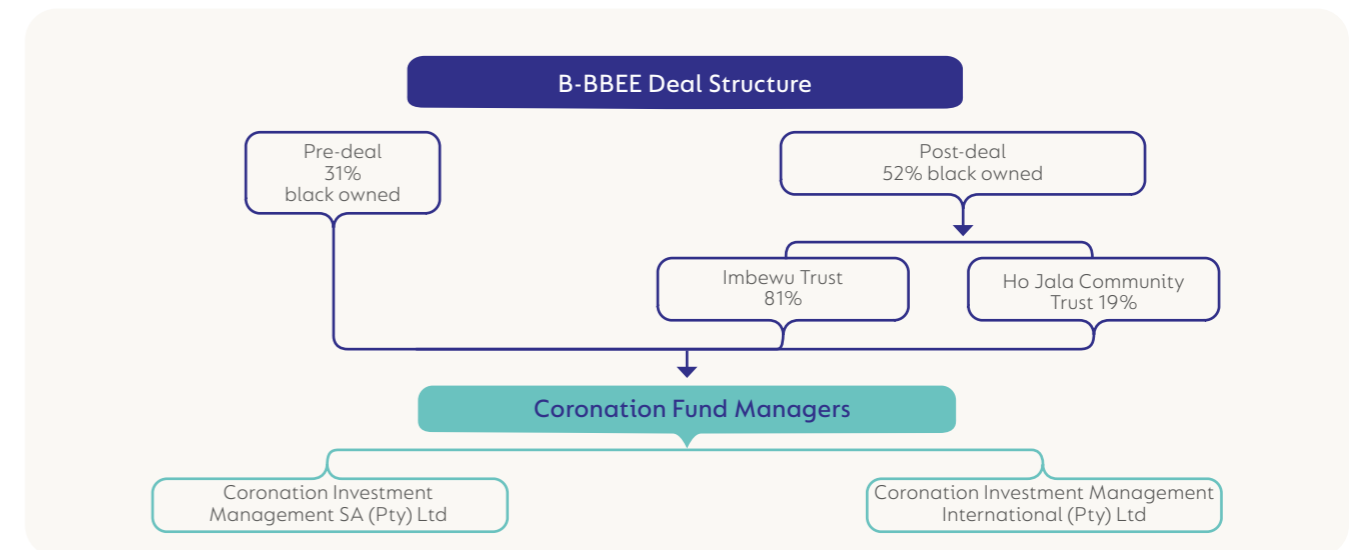 B-BBEE Deal Structure
Pre-deal
31%
black owned
Post-deal
52% black owned
Imbewu Trust
81%
Ho Jala Community
Trust 19%
Coronation Fund Managers
Coronation Investment
Management SA (Pty) Ltd
Coronation Investment Management
International (Pty) Ltd